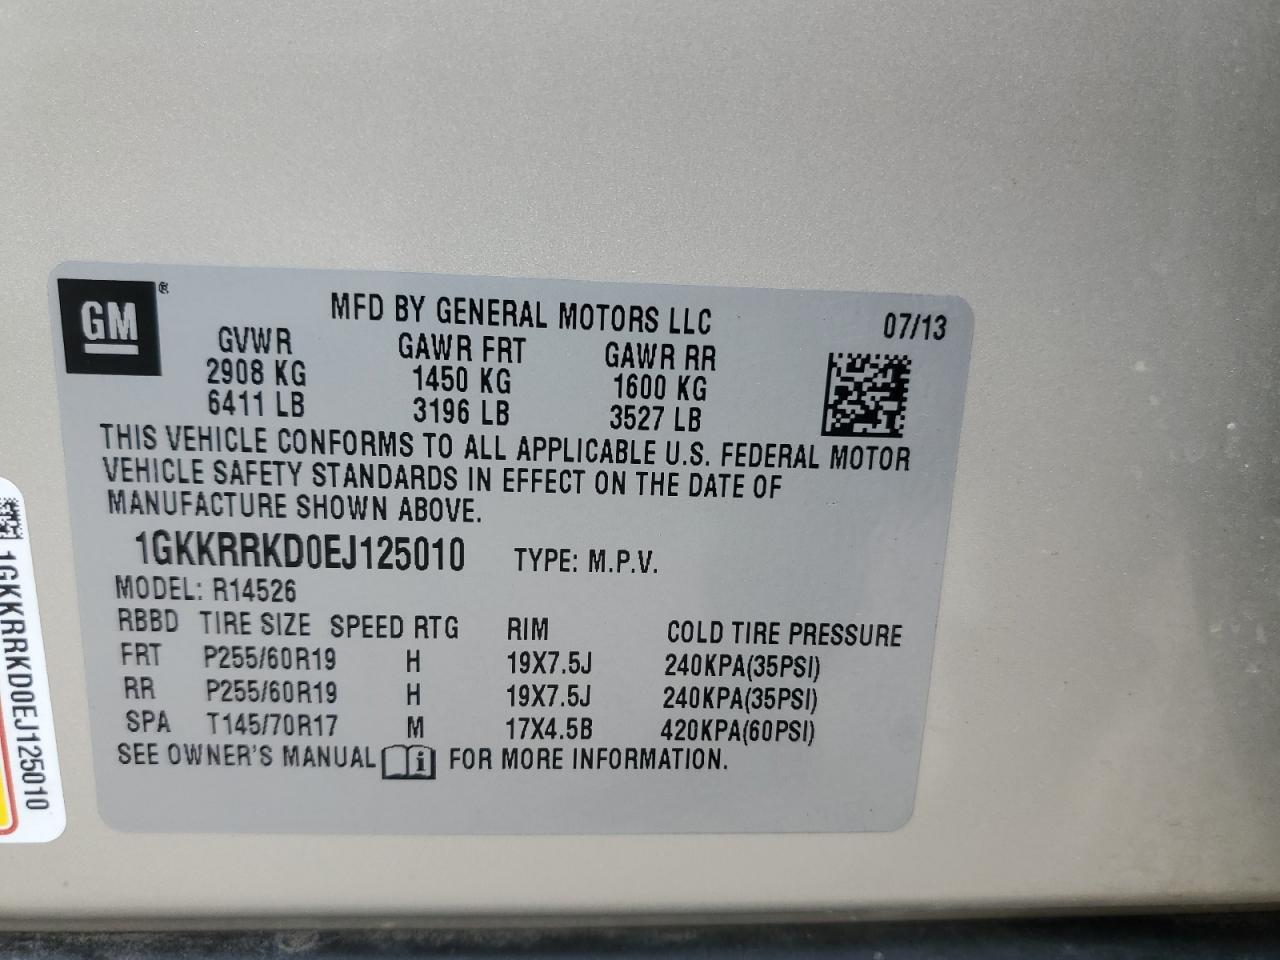 GM ®
MFD BY GENERAL MOTORS LLC 07/13
GVWR GAWR FRT GAWR RR
2908 KG 1450 KG 1600 KG
6411 LB 3196 LB 3527 LB
THIS VEHICLE CONFORMS TO ALL APPLICABLE U.S. FEDERAL MOTOR
VEHICLE SAFETY STANDARDS IN EFFECT ON THE DATE OF
MANUFACTURE SHOWN ABOVE.
1GKKRRKD0EJ125010 TYPE: M.P.V.
MODEL: R14526
RBBD TIRE SIZE SPEED RTG RIM COLD TIRE PRESSURE
FRT P255/60R19 H 19X7.5J 240KPA(35PSI)
RR P255/60R19 H 19X7.5J 240KPA(35PSI)
SPA T145/70R17 M 17X4.5B 420KPA(60PSI)
SEE OWNER'S MANUAL i FOR MORE INFORMATION.
1GKKRRKD0EJ125010